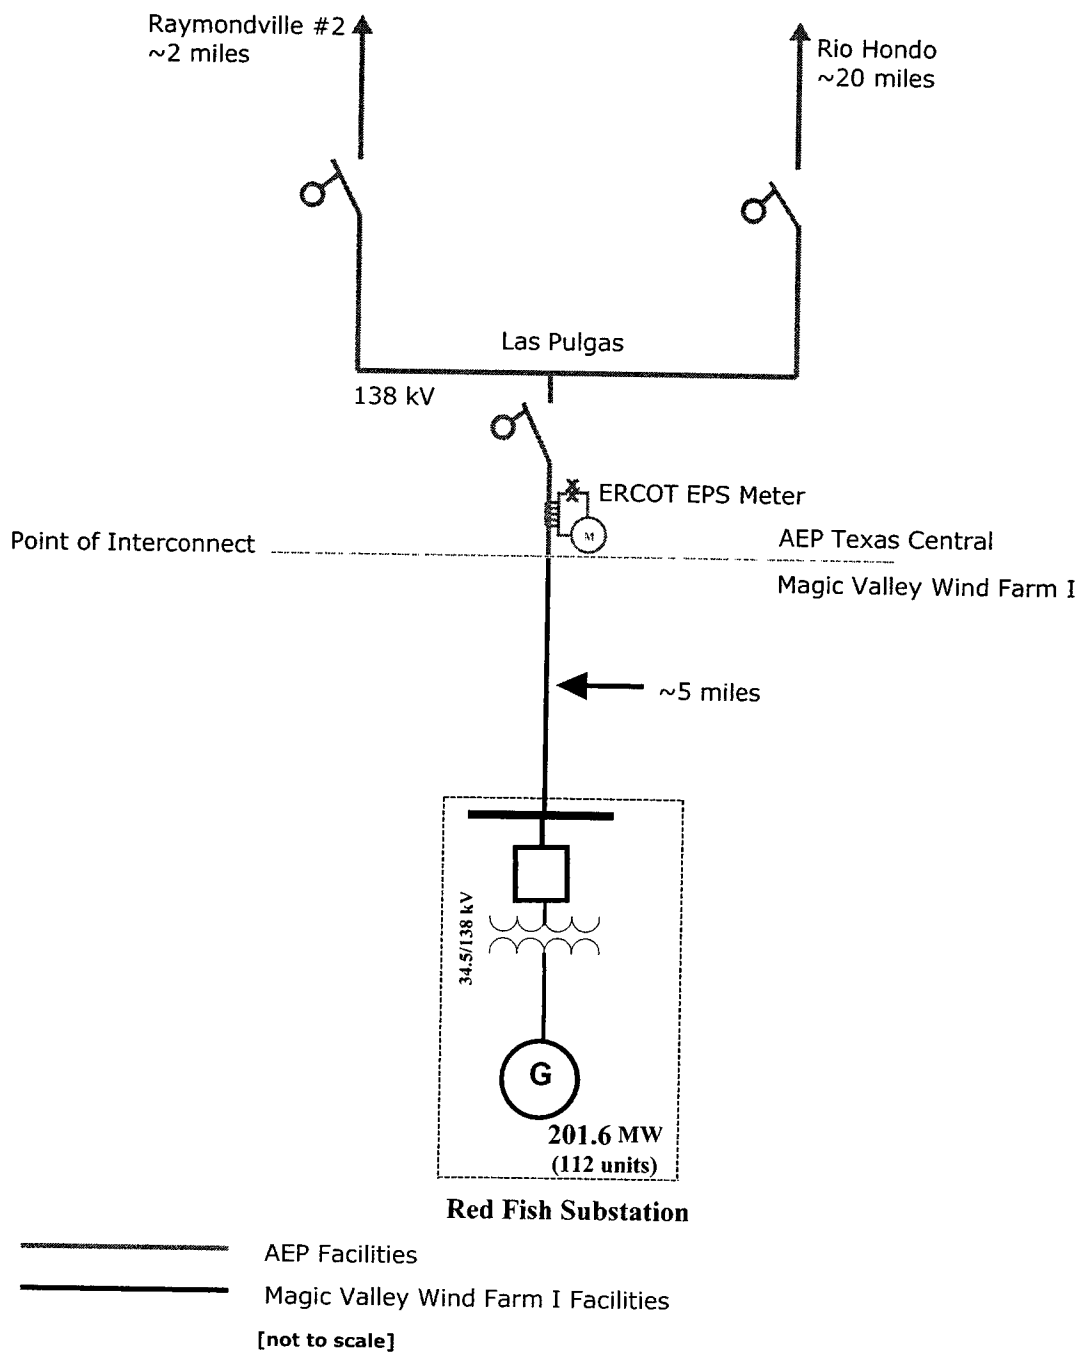 Raymondville #2
~2 miles
Rio Hondo
~20 miles
Las Pulgas
138 kV
ERCOT EPS Meter
M
Point of Interconnect
AEP Texas Central
Magic Valley Wind Farm I
~5 miles
34.5/138 kV
G
201.6 MW
(112 units)
Red Fish Substation
AEP Facilities
Magic Valley Wind Farm I Facilities
[not to scale]